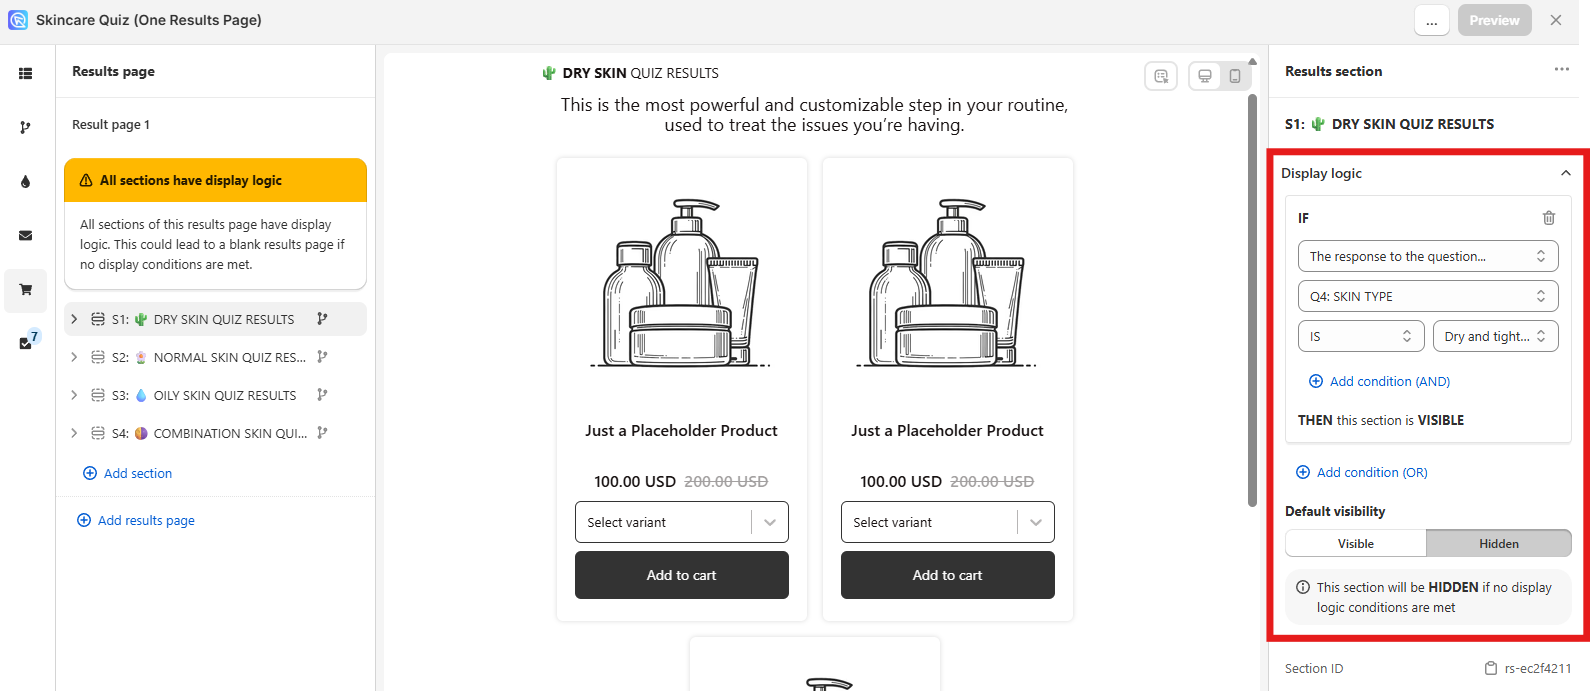 Skincare Quiz (One Results Page)
...
Preview
Results page
Result page 1
All sections have display logic
All sections of this results page have display
logic. This could lead to a blank results page if
no display conditions are met.
7
S1: 🌵 DRY SKIN QUIZ RESULTS
S2: 🌸 NORMAL SKIN QUIZ RES...
S3: 💧 OILY SKIN QUIZ RESULTS
S4: COMBINATION SKIN QUI...
Add section
Add results page
🌵 DRY SKIN QUIZ RESULTS
This is the most powerful and customizable step in your routine,
used to treat the issues you're having.
Just a Placeholder Product
100.00 USD 200.00 USD
Select variant
Add to cart
Just a Placeholder Product
100.00 USD 200.00 USD
Select variant
Add to cart
Results section
...
S1: 🌵 DRY SKIN QUIZ RESULTS
Display logic
IF
The response to the question...
Q4: SKIN TYPE
IS
Dry and tight...
Add condition (AND)
THEN this section is VISIBLE
Add condition (OR)
Default visibility
Visible
Hidden
This section will be HIDDEN if no display
logic conditions are met
Section ID
rs-ec2f4211